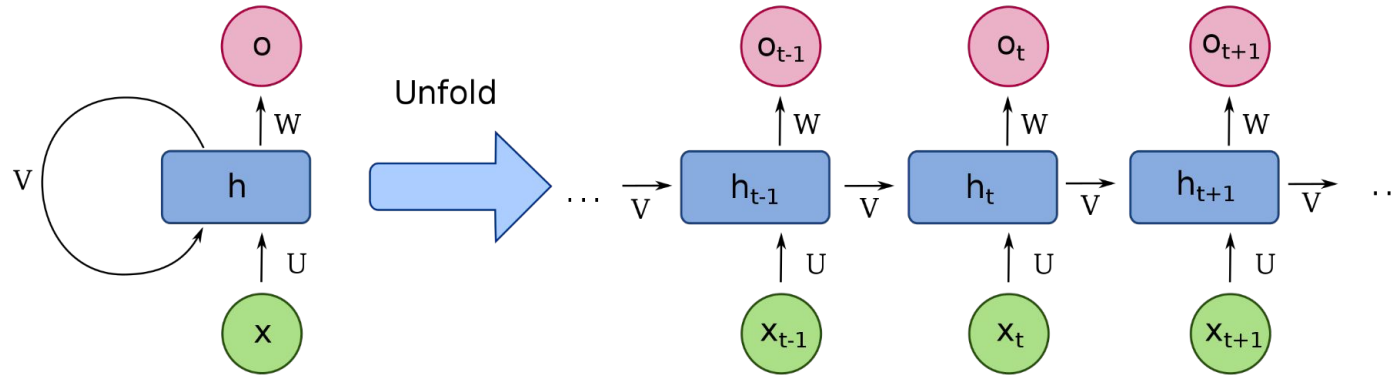 o
W
V
h
U
x
Unfold
...
V
o_{t-1}
W
h_{t-1}
U
x_{t-1}
V
o_t
W
h_t
U
x_t
V
o_{t+1}
W
h_{t+1}
U
x_{t+1}
V
..